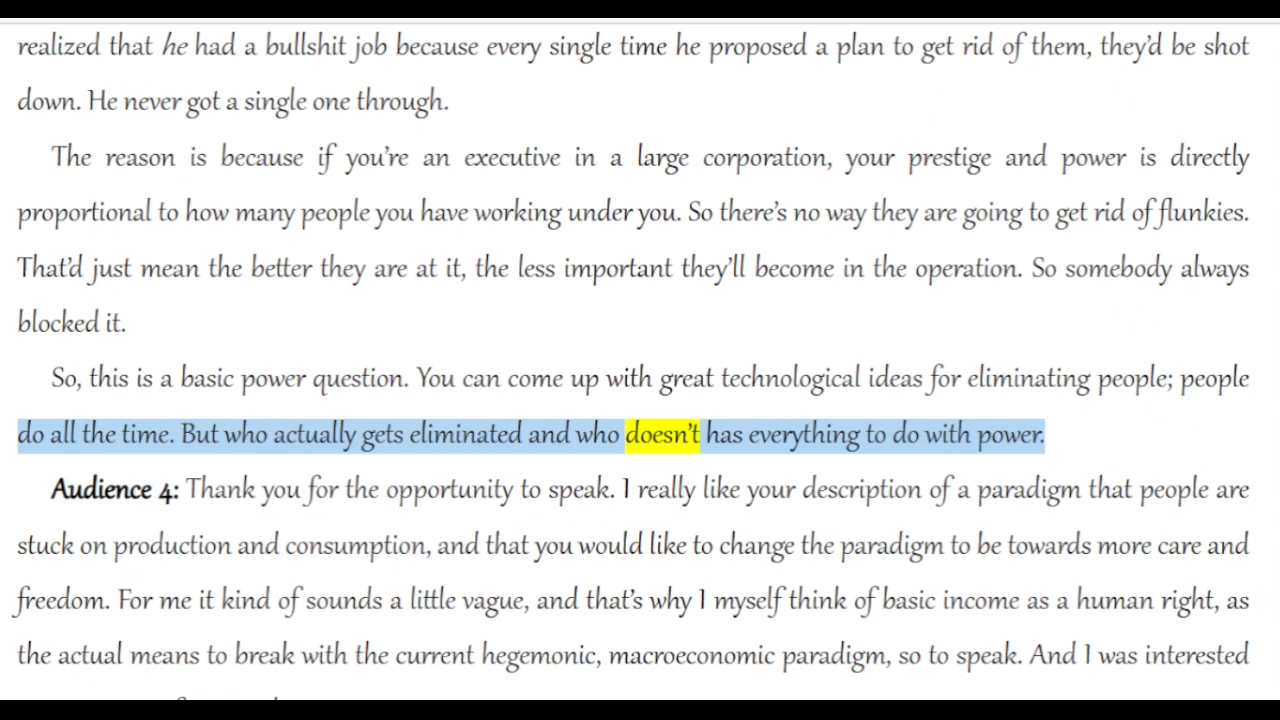 realized that he had a bullshit job because every single time he proposed a plan to get rid of them, they'd be shot
down. He never got a single one through.
The reason is because if you're an executive in a large corporation, your prestige and power is directly
proportional to how many people you have working under you. So there's no way they are going to get rid of flunkies.
That'd just mean the better they are at it, the less important they'll become in the operation. So somebody always
blocked it.
So, this is a basic power question. You can come up with great technological ideas for eliminating people; people
do all the time. But who actually gets eliminated and who doesn't has everything to do with power.
Audience 4: Thank you for the opportunity to speak. I really like your description of a paradigm that people are
stuck on production and consumption, and that you would like to change the paradigm to be towards more care and
freedom. For me it kind of sounds a little vague, and that's why I myself think of basic income as a human right, as
the actual means to break with the current hegemonic, macroeconomic paradigm, so to speak. And I was interested